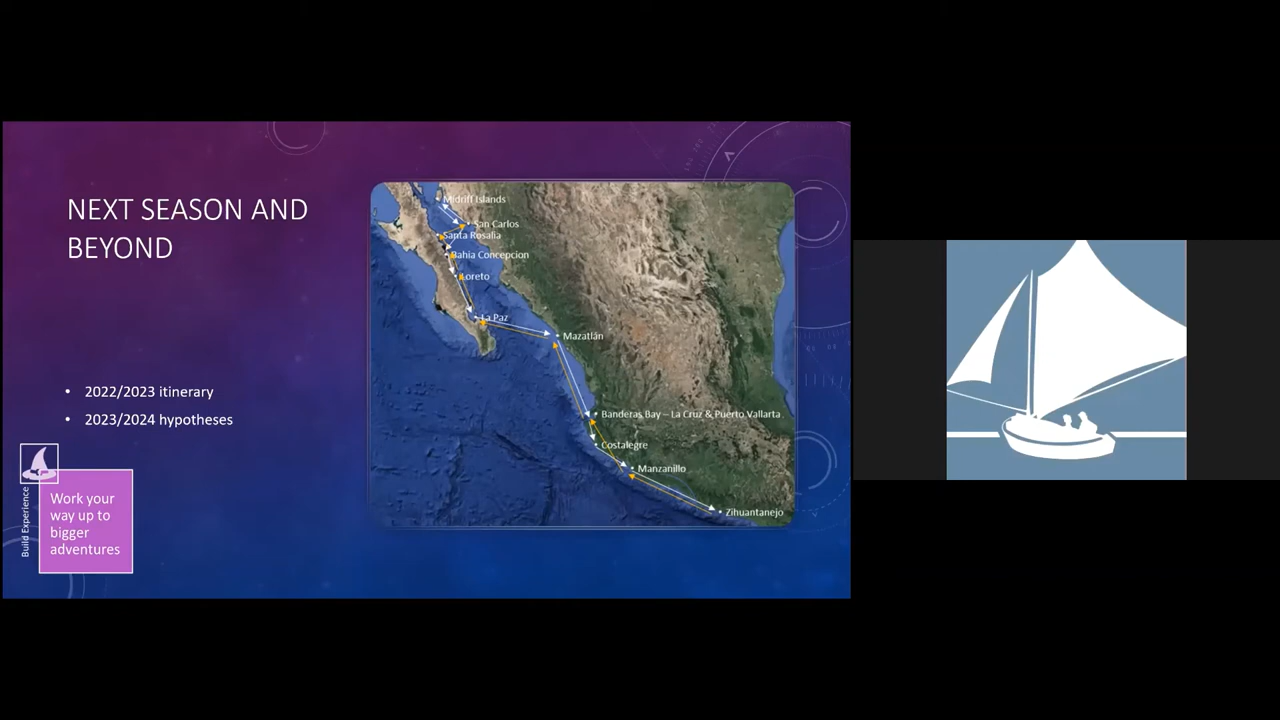 NEXT SEASON AND
BEYOND
• 2022/2023 itinerary
• 2023/2024 hypotheses
Build Experience
Work your
way up to
bigger
adventures
Midriff Islands
San Carlos
Santa Rosalia
Bahia Concepcion
Loreto
La Paz
Mazatlán
Banderas Bay – La Cruz & Puerto Vallarta
Costalegre
Manzanillo
Zihuantanejo